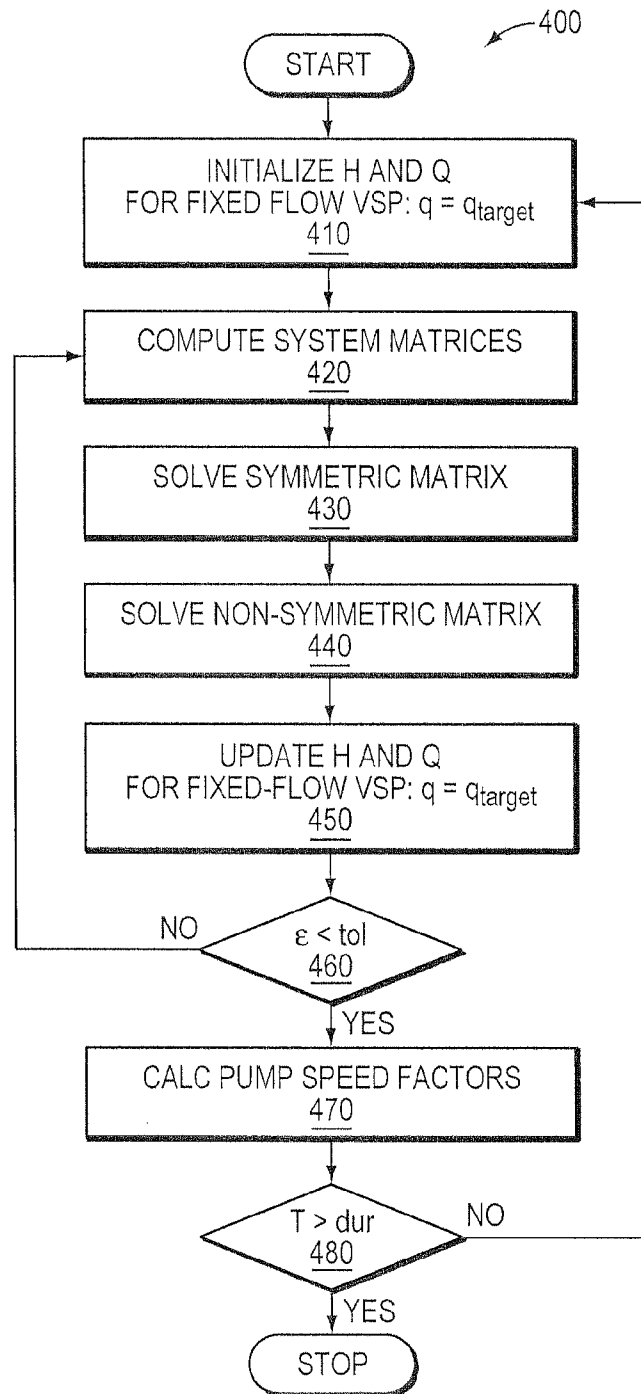 400
START
INITIALIZE H AND Q
FOR FIXED FLOW VSP: q = qtarget
410
COMPUTE SYSTEM MATRICES
420
SOLVE SYMMETRIC MATRIX
430
SOLVE NON-SYMMETRIC MATRIX
440
UPDATE H AND Q
FOR FIXED-FLOW VSP: q = qtarget
450
NO
ε < tol
460
YES
CALC PUMP SPEED FACTORS
470
T > dur
NO
480
YES
STOP